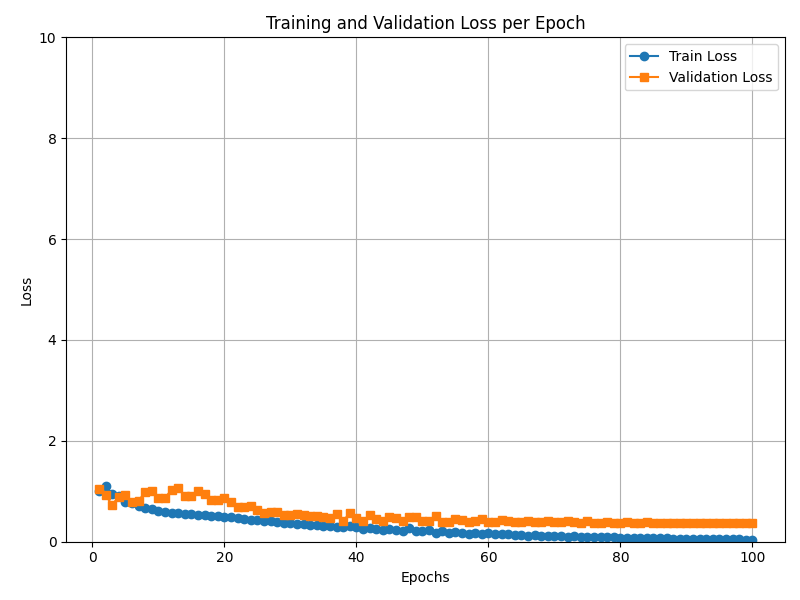 Training and Validation Loss per Epoch
Train Loss
Validation Loss
10
8
6
4
2
0
Loss
0 20 40 60 80 100
Epochs